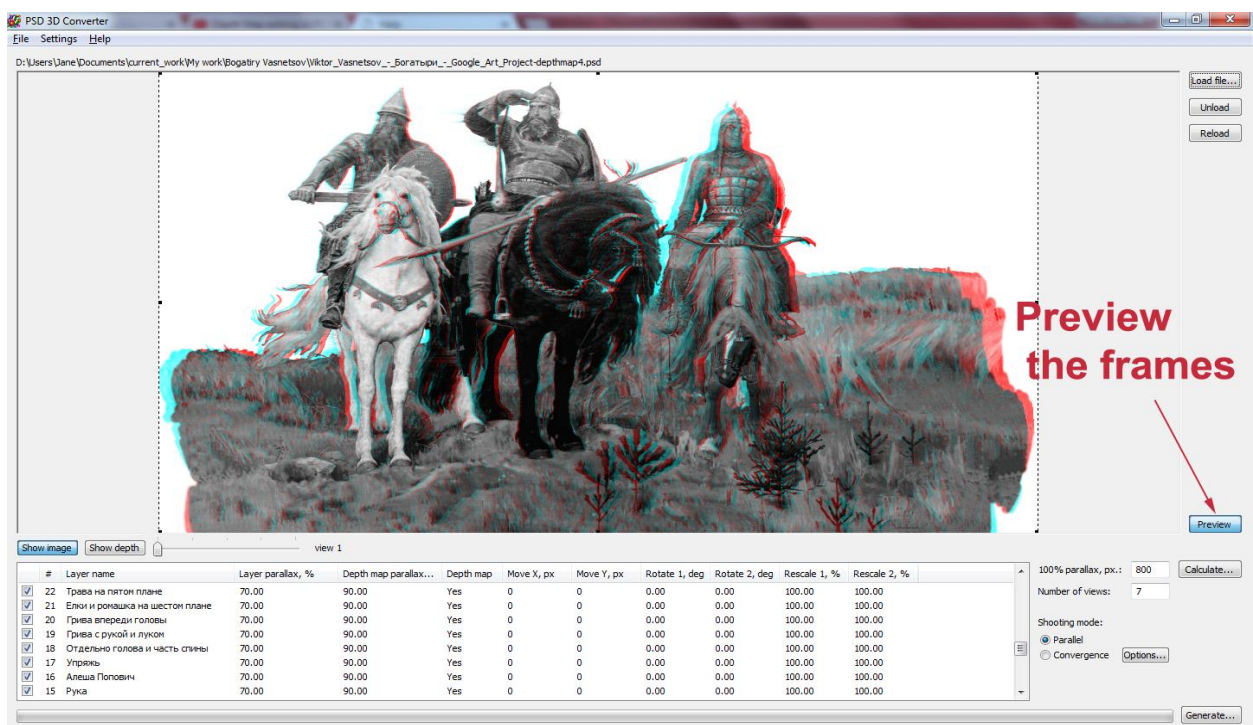 PSD 3D Converter
File Settings Help
D:\Users\Jane\Documents\current_work\My work\Bogatiry Vasnetsov\Viktor_Vasnetsov_-_Богатыри_-_Google_Art_Project-depthmap4.psd
Load file...
Unload
Reload
Preview
the frames
Preview
Show image Show depth view 1
# Layer name Layer parallax, % Depth map parallax... Depth map Move X, px Move Y, px Rotate 1, deg Rotate 2, deg Rescale 1, % Rescale 2, %
22 Трава на пятом плане 70.00 90.00 Yes 0 0 0.00 0.00 100.00 100.00
21 Елки и ромашка на шестом плане 70.00 90.00 Yes 0 0 0.00 0.00 100.00 100.00
20 Грива впереди головы 70.00 90.00 Yes 0 0 0.00 0.00 100.00 100.00
19 Грива с рукой и луком 70.00 90.00 Yes 0 0 0.00 0.00 100.00 100.00
18 Отдельно голова и часть спины 70.00 90.00 Yes 0 0 0.00 0.00 100.00 100.00
17 Упряжь 70.00 90.00 Yes 0 0 0.00 0.00 100.00 100.00
16 Алеша Попович 70.00 90.00 Yes 0 0 0.00 0.00 100.00 100.00
15 Рука 70.00 90.00 Yes 0 0 0.00 0.00 100.00 100.00
100% parallax, px.: 800 Calculate...
Number of views: 7
Shooting mode:
Parallel
Convergence Options...
Generate...